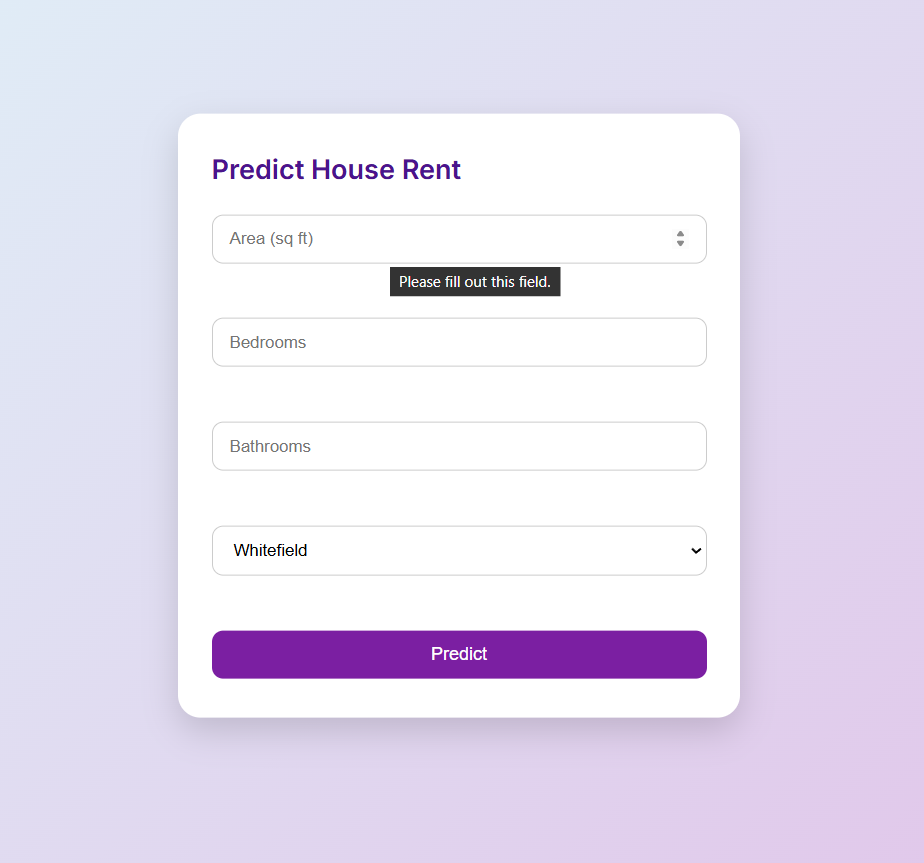 Predict House Rent
Area (sq ft)
Please fill out this field.
Bedrooms
Bathrooms
Whitefield
Predict